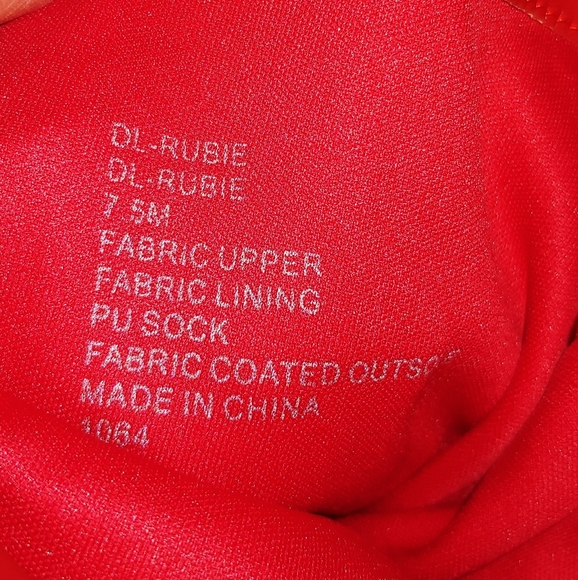 DL-RUBIE
DL-RUBIE
7.5M
FABRIC UPPER
FABRIC LINING
PU SOCK
FABRIC COATED
MADE IN CHINA
1064